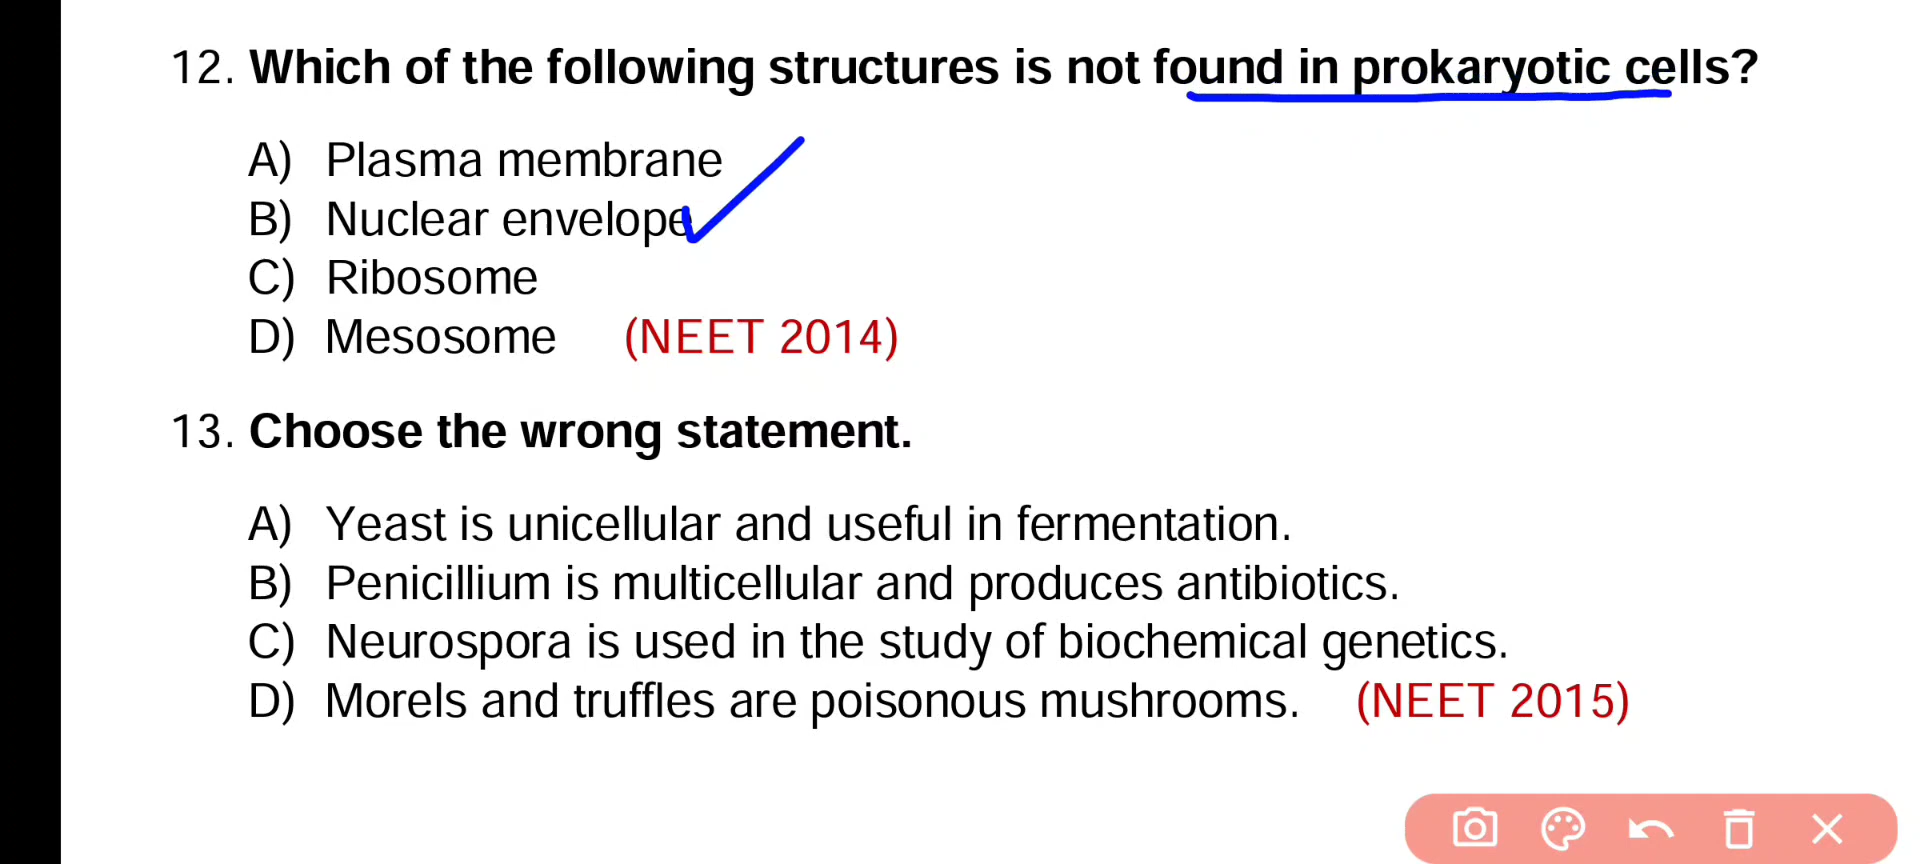 12. Which of the following structures is not found in prokaryotic cells?
A) Plasma membrane
B) Nuclear envelope
C) Ribosome
D) Mesosome (NEET 2014)
13. Choose the wrong statement.
A) Yeast is unicellular and useful in fermentation.
B) Penicillium is multicellular and produces antibiotics.
C) Neurospora is used in the study of biochemical genetics.
D) Morels and truffles are poisonous mushrooms. (NEET 2015)